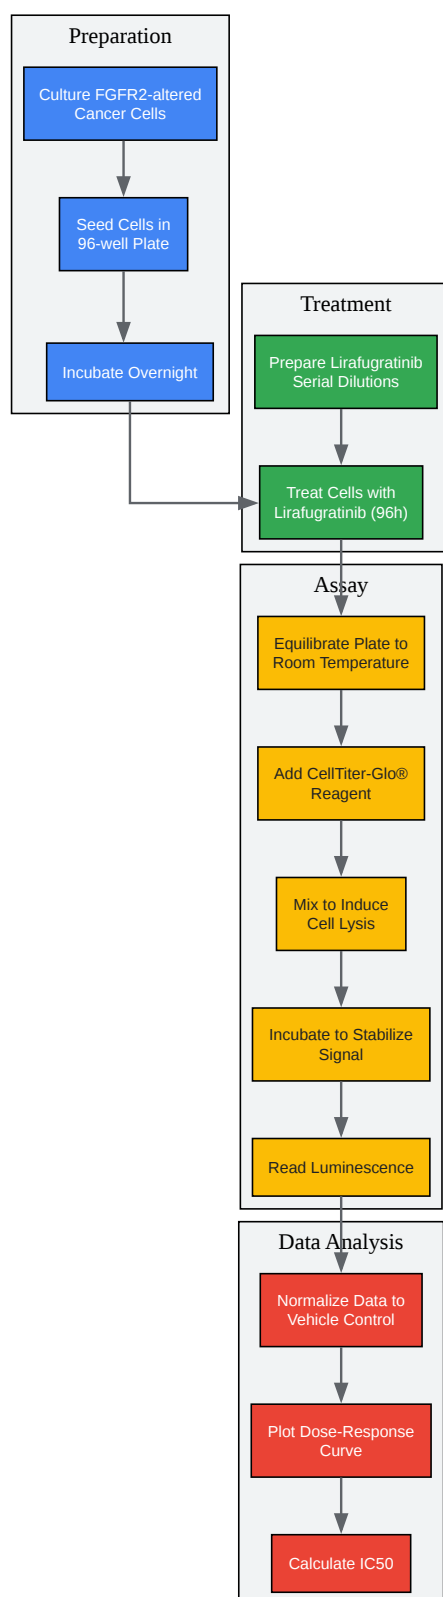 Preparation
Culture FGFR2-altered
Cancer Cells
Seed Cells in
96-well Plate
Incubate Overnight
Treatment
Prepare Lirafugratinib
Serial Dilutions
Treat Cells with
Lirafugratinib (96h)
Assay
Equilibrate Plate to
Room Temperature
Add CellTiter-Glo®
Reagent
Mix to Induce
Cell Lysis
Incubate to Stabilize
Signal
Read Luminescence
Data Analysis
Normalize Data to
Vehicle Control
Plot Dose-Response
Curve
Calculate IC50